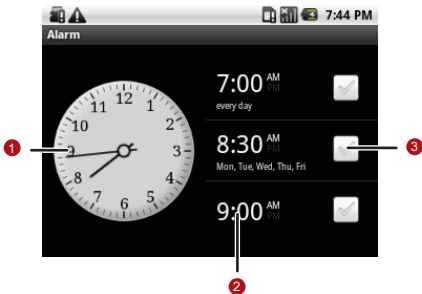 7:44 PM
Alarm
12
1
2
3
4
5
6
7
8
9
10
11
7:00 AM
PM
every day
8:30 AM
PM
Mon, Tue, Wed, Thu, Fri
9:00 AM
PM
1
2
3